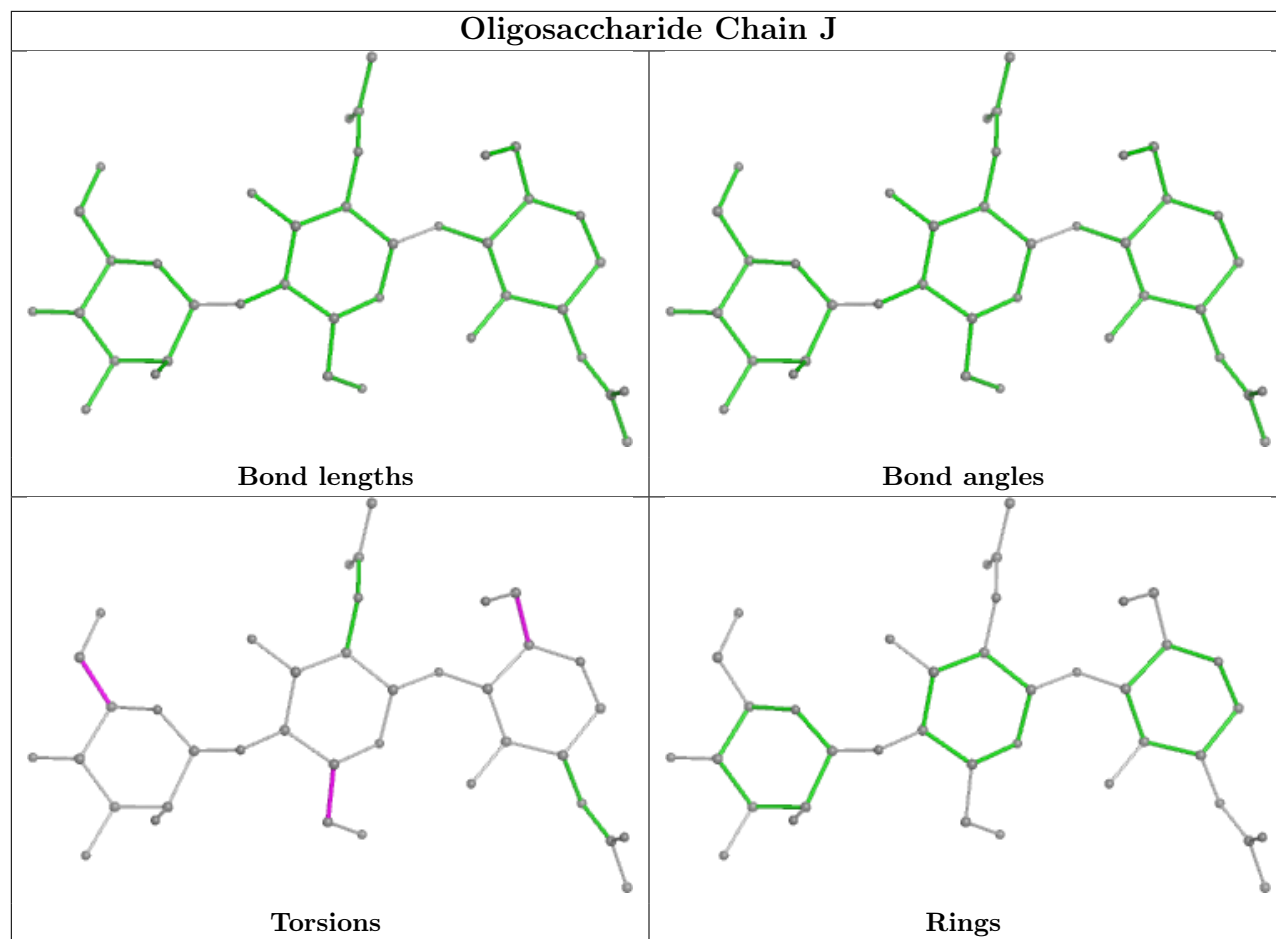 Oligosaccharide Chain J
Bond lengths
Bond angles
Torsions
Rings